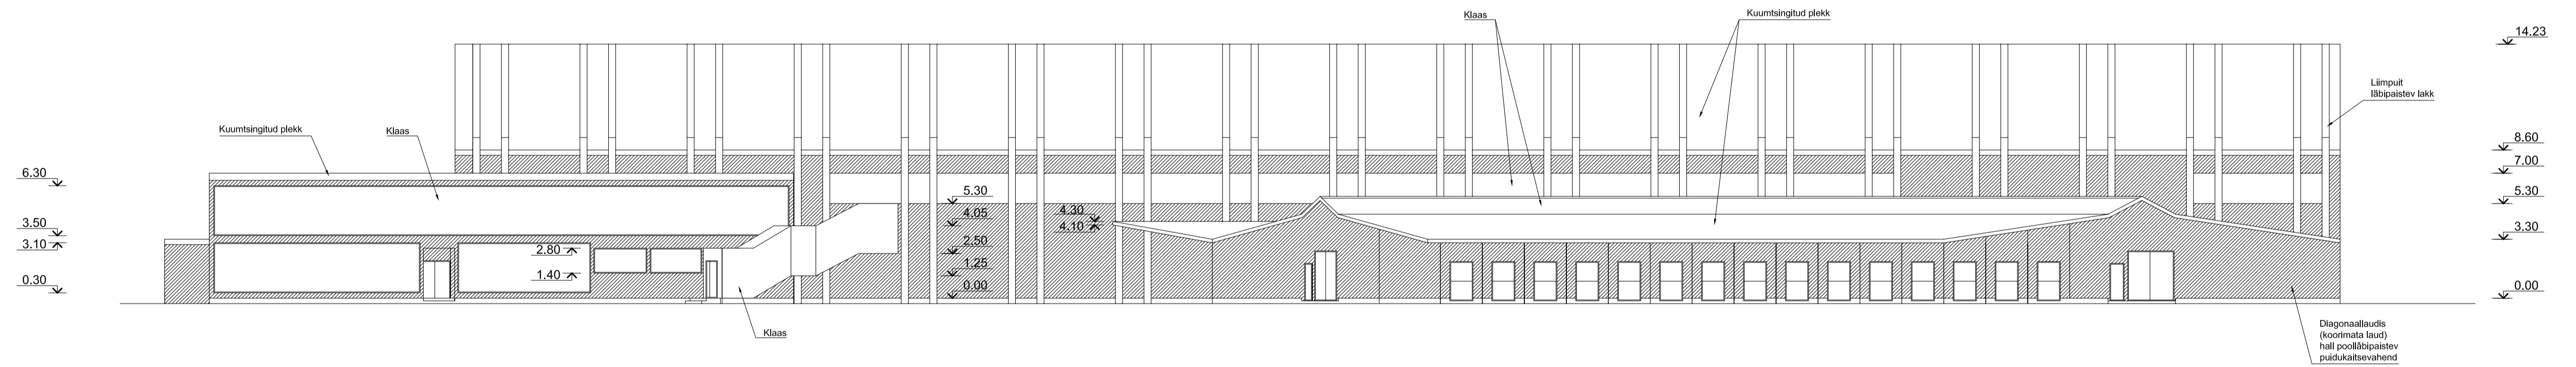 Klaas
Kuumtsingitud plekk
14.23
Liimpuit
läbipaistev lakk
Kuumtsingitud plekk
Klaas
8.60
7.00
6.30
5.30
5.30
4.30
4.05
4.10
3.50
3.10
2.80
2.50
3.30
1.40
1.25
0.30
0.00
0.00
Klaas
Diagonaallaudis
(koorimata laud)
hall poolläbipaistev
puidukaitsevahend